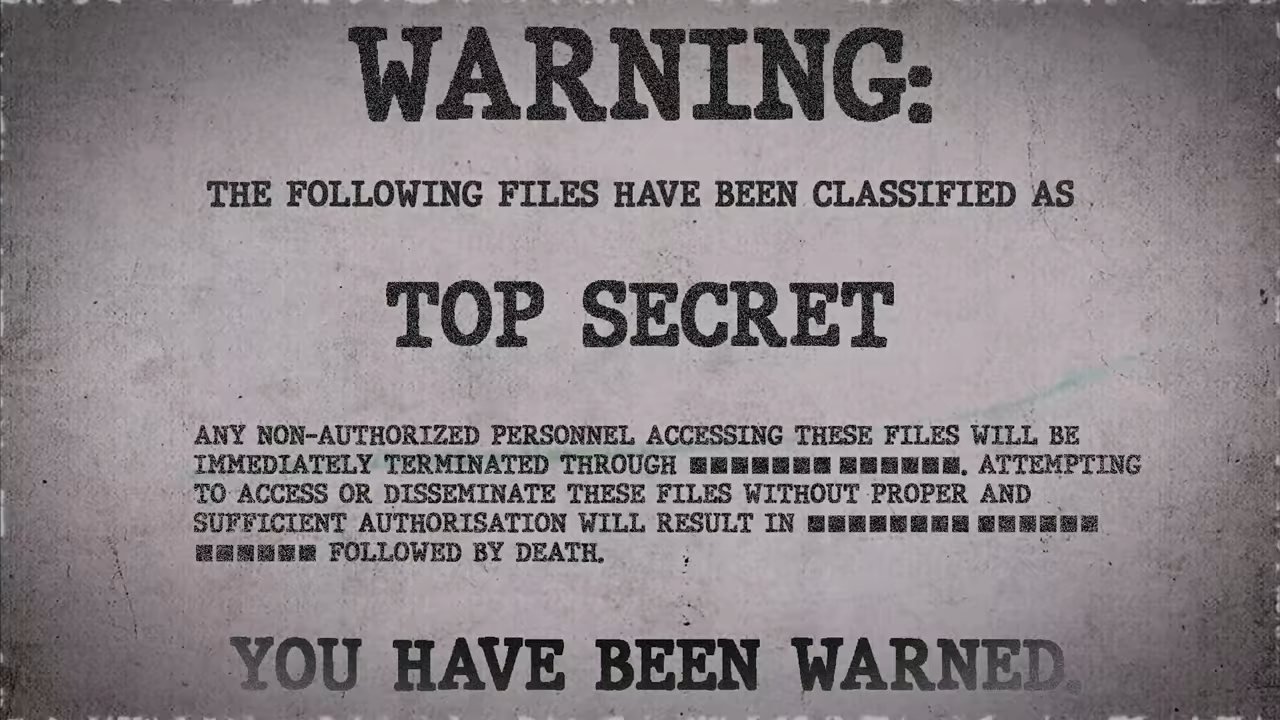 WARNING:
THE FOLLOWING FILES HAVE BEEN CLASSIFIED AS
TOP SECRET
ANY NON-AUTHORIZED PERSONNEL ACCESSING THESE FILES WILL BE
IMMEDIATELY TERMINATED THROUGH ■■■■■■■ ■■■■■■. ATTEMPTING
TO ACCESS OR DISSEMINATE THESE FILES WITHOUT PROPER AND
SUFFICIENT AUTHORISATION WILL RESULT IN ■■■■■■■■ ■■■■■■
■■■■■■ FOLLOWED BY DEATH.
YOU HAVE BEEN WARNED.